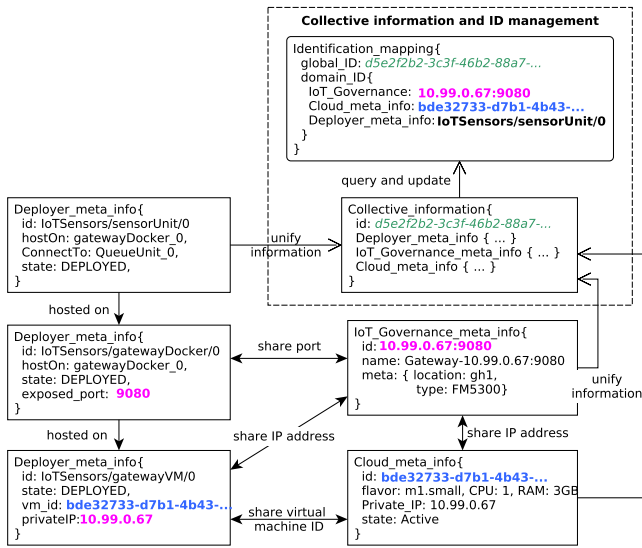 Collective information and ID management
Identification_mapping{
global_ID: d5e2f2b2-3c3f-46b2-88a7-...
domain_ID{
IoT_Governance: 10.99.0.67:9080
Cloud_meta_info: bde32733-d7b1-4b43-...
Deployer_meta_info: IoTSensors/sensorUnit/0
}
}
query and update
Deployer_meta_info{
id: IoTSensors/sensorUnit/0
hostOn: gatewayDocker_0,
ConnectTo: QueueUnit_0,
state: DEPLOYED,
}
unify
information
Collective_information{
id: d5e2f2b2-3c3f-46b2-88a7-...
Deployer_meta_info { ... }
IoT_Governance_meta_info { ... }
Cloud_meta_info { ... }
}
hosted on
Deployer_meta_info{
id: IoTSensors/gatewayDocker/0
hostOn: gatewayDocker_0,
state: DEPLOYED,
exposed_port: 9080
}
share port
IoT_Governance_meta_info{
id: 10.99.0.67:9080
name: Gateway-10.99.0.67:9080
meta: { location: gh1,
type: FM5300}
}
unify
information
hosted on
share IP address
share IP address
Deployer_meta_info{
id: IoTSensors/gatewayVM/0
state: DEPLOYED,
vm_id: bde32733-d7b1-4b43-...
privateIP: 10.99.0.67
}
share virtual
machine ID
Cloud_meta_info{
id: bde32733-d7b1-4b43-...
flavor: m1.small, CPU: 1, RAM: 3GB
Private_IP: 10.99.0.67
state: Active
}